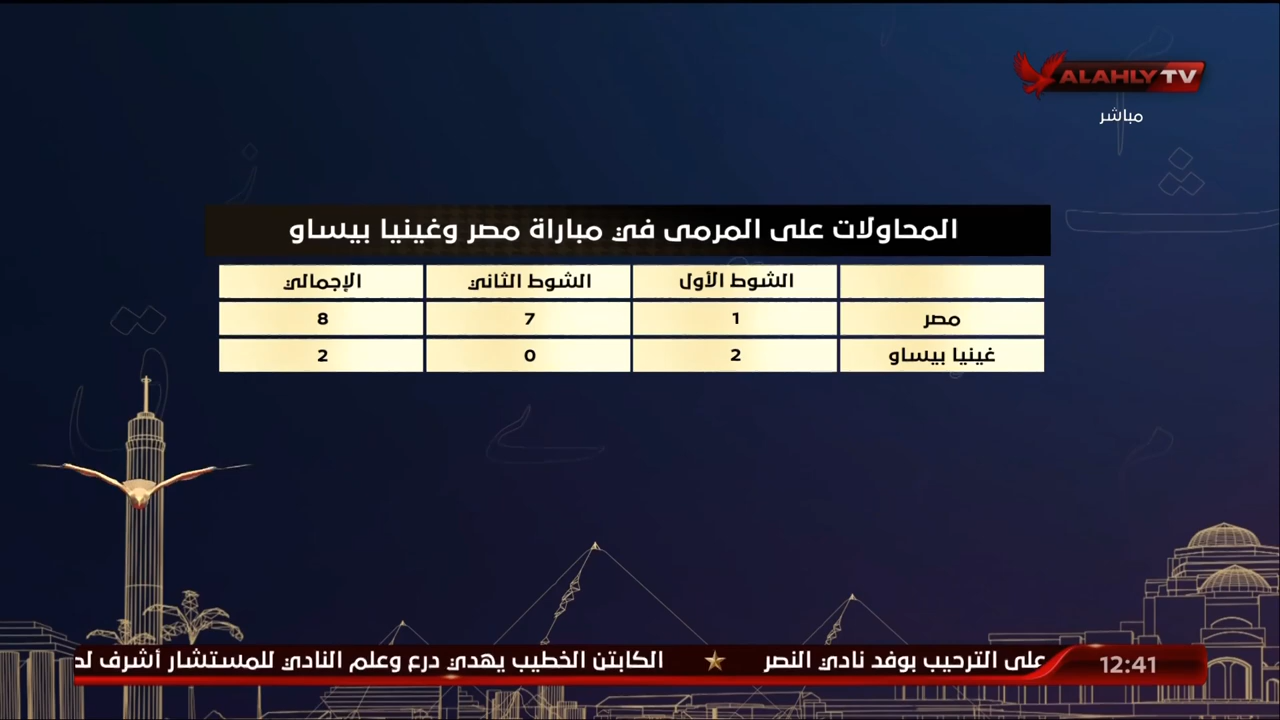 ALAHLY TV
مباشر
المحاولات على المرمى في مباراة مصر وغينيا بيساو
الشوط الأول الشوط الثاني الإجمالي
مصر 1 7 8
غينيا بيساو 2 0 2
على الترحيب بوفد نادي النصر ★ الكابتن الخطيب يهدي درع وعلم النادي للمستشار أشرف
12:41